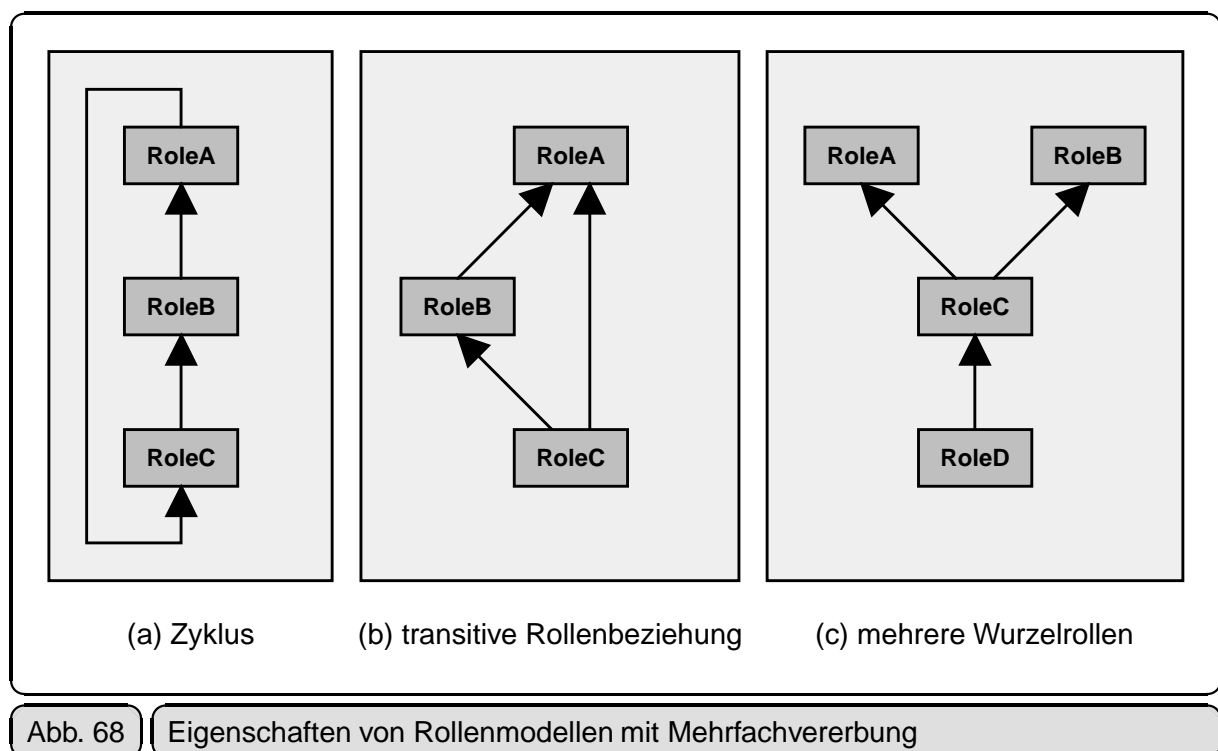 RoleA
RoleB
RoleC
(a) Zyklus
RoleA
RoleB
RoleC
(b) transitive Rollenbeziehung
RoleA
RoleB
RoleC
RoleD
(c) mehrere Wurzelrollen
Abb. 68
Eigenschaften von Rollenmodellen mit Mehrfachvererbung